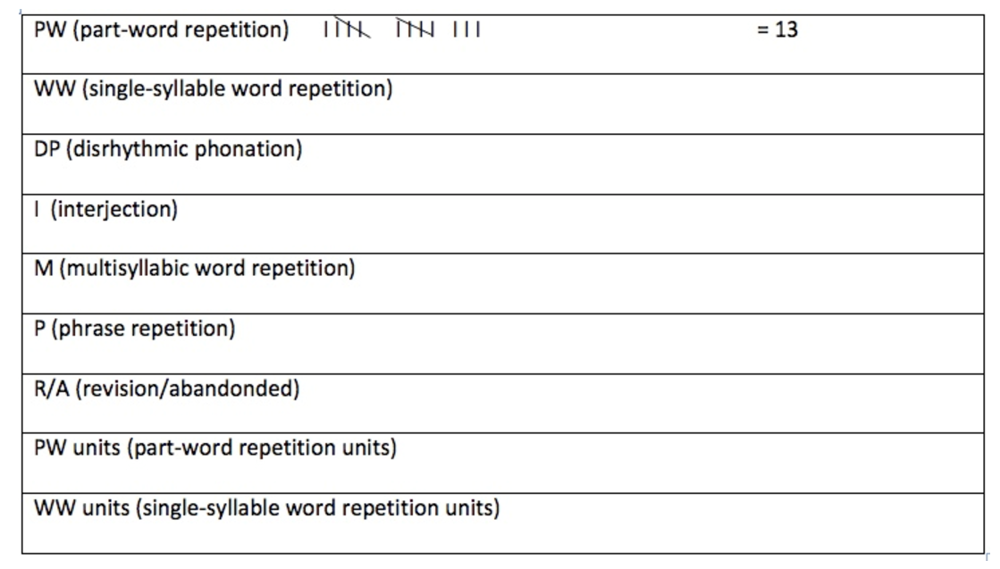 PW (part-word repetition) = 13
WW (single-syllable word repetition)
DP (disrhythmic phonation)
I (interjection)
M (multisyllabic word repetition)
P (phrase repetition)
R/A (revision/abandonded)
PW units (part-word repetition units)
WW units (single-syllable word repetition units)